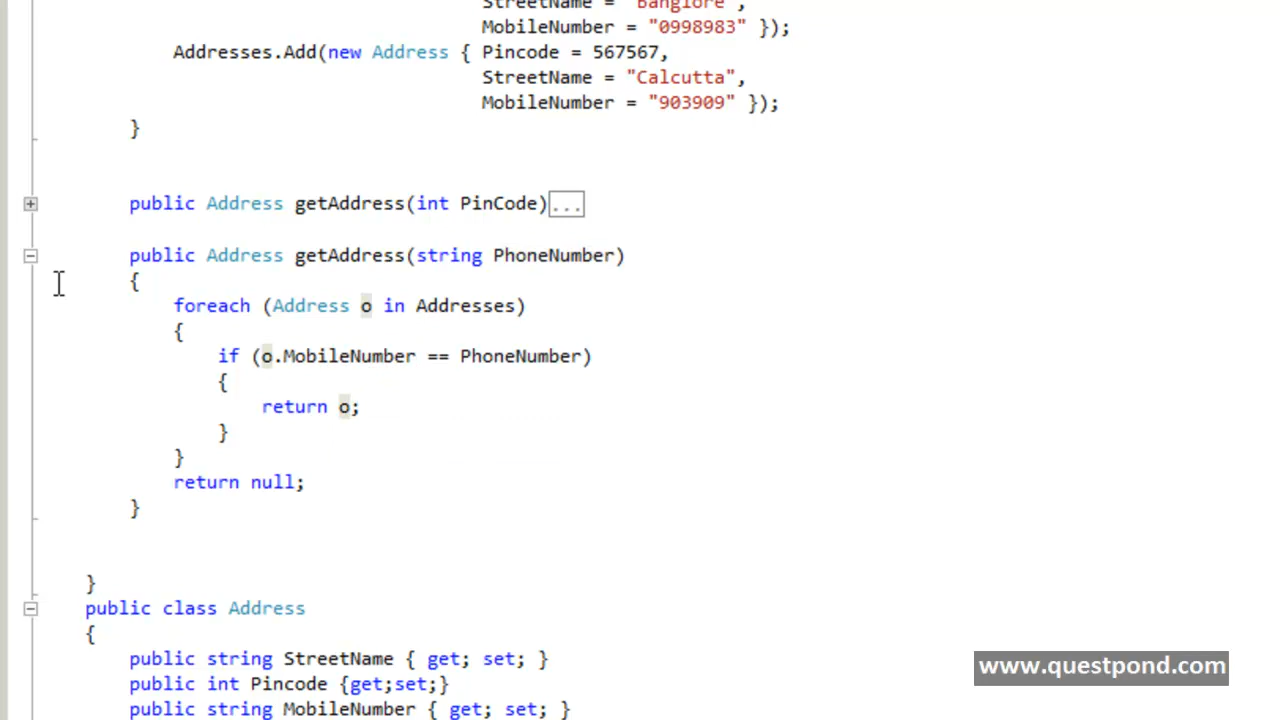 StreetName = "Banglore",
MobileNumber = "0998983" });
Addresses.Add(new Address { Pincode = 567567,
StreetName = "Calcutta",
MobileNumber = "903909" });
}
public Address getAddress(int PinCode)...
public Address getAddress(string PhoneNumber)
{
foreach (Address o in Addresses)
{
if (o.MobileNumber == PhoneNumber)
{
return o;
}
}
return null;
}
}
public class Address
{
public string StreetName { get; set; }
public int Pincode {get;set;}
public string MobileNumber { get; set; }
www.questpond.com